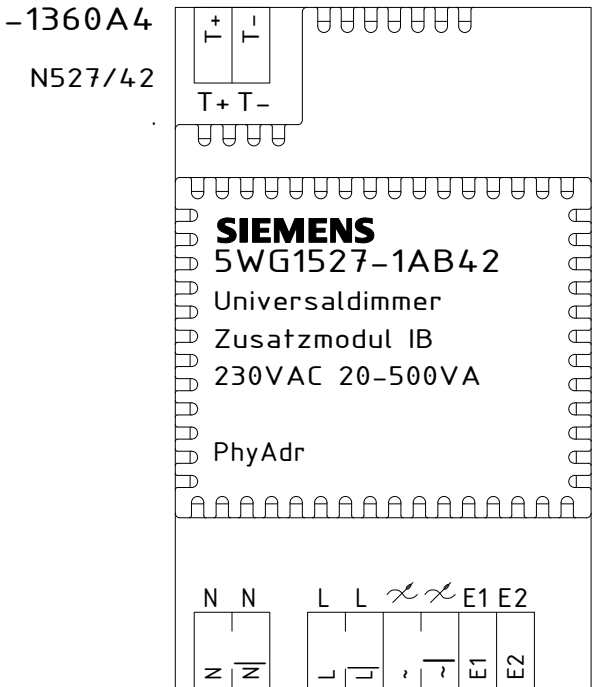 -1360A4
T+ T-
N527/42
T+ T-
SIEMENS
5WG1527-1AB42
Universaldimmer
Zusatzmodul IB
230VAC 20-500VA
PhyAdr
N N L L E1 E2
N N L L ~ ~ E1 E2